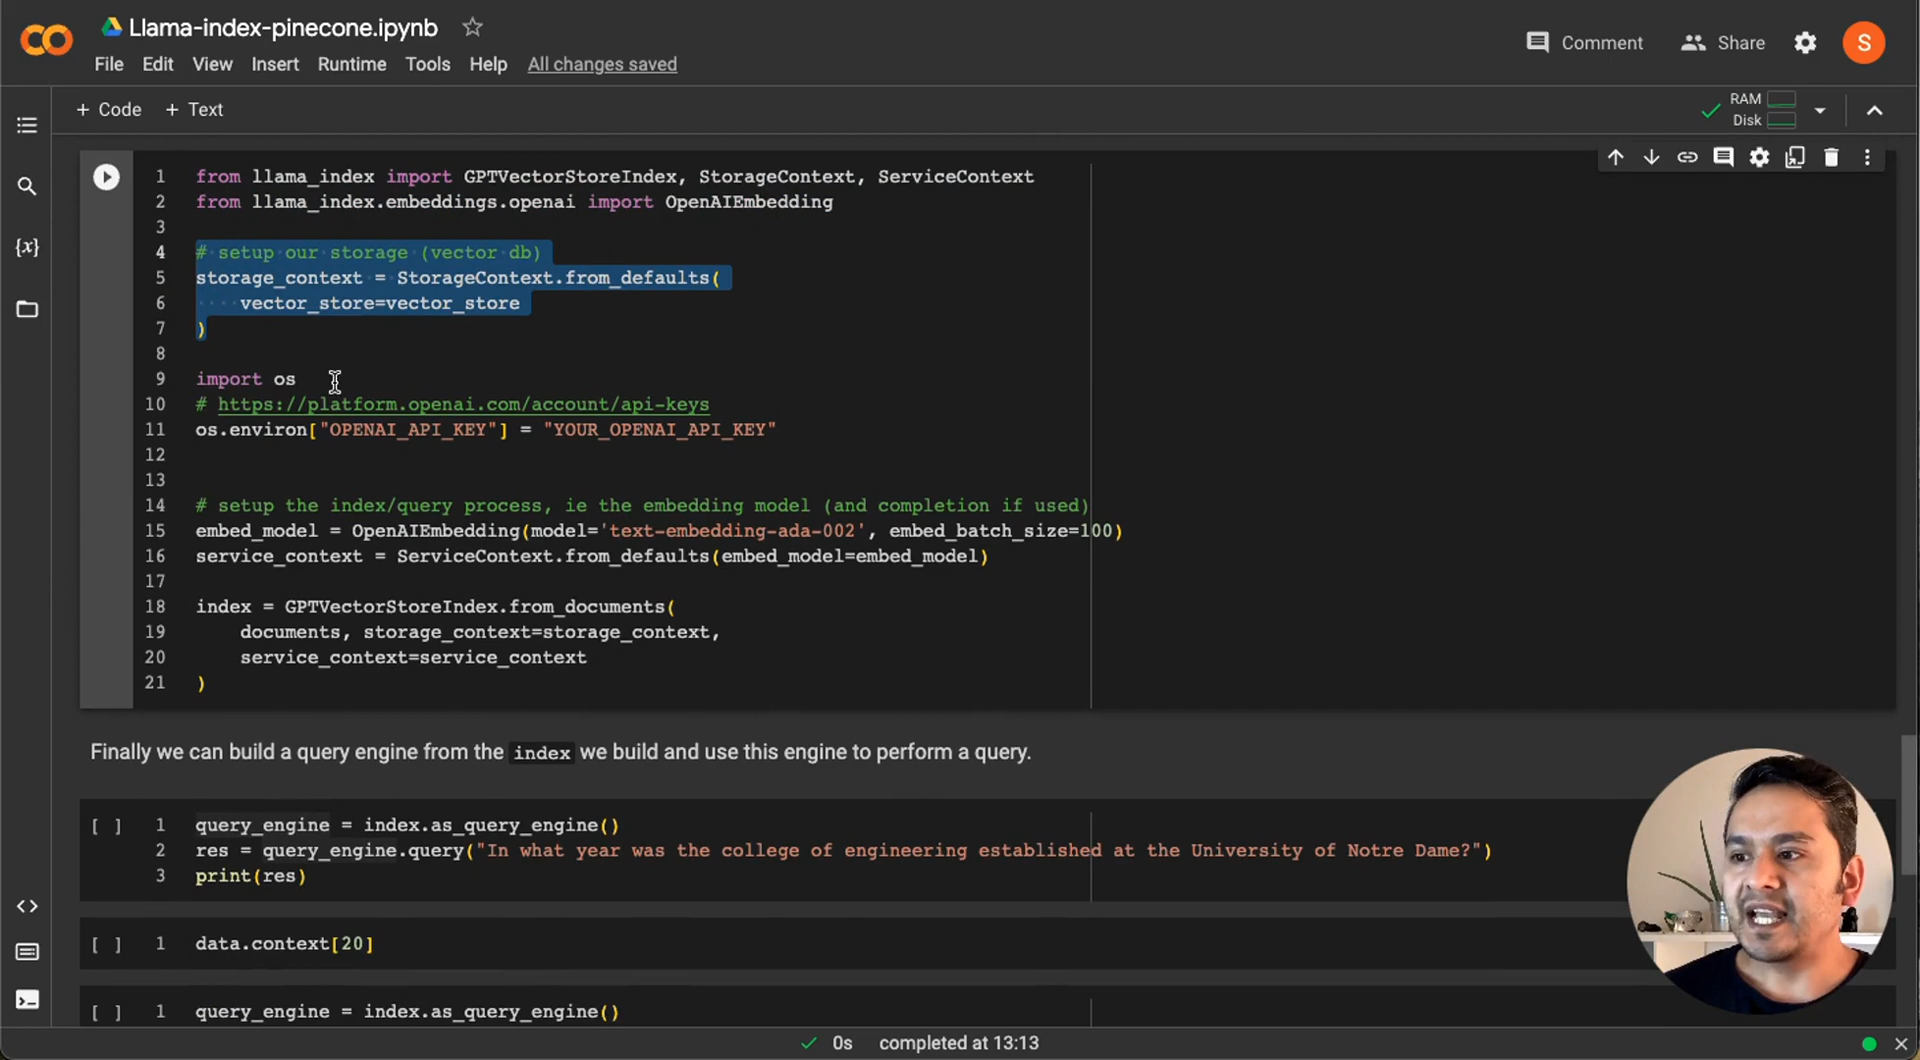 Llama-index-pinecone.ipynb
Comment
Share
S
File Edit View Insert Runtime Tools Help All changes saved
+ Code + Text
RAM
Disk
{x}
1 from llama_index import GPTVectorStoreIndex, StorageContext, ServiceContext
2 from llama_index.embeddings.openai import OpenAIEmbedding
3
4 # setup our storage (vector db)
5 storage_context = StorageContext.from_defaults(
6 vector_store=vector_store
7 )
8
9 import os
10 # https://platform.openai.com/account/api-keys
11 os.environ["OPENAI_API_KEY"] = "YOUR_OPENAI_API_KEY"
12
13
14 # setup the index/query process, ie the embedding model (and completion if used)
15 embed_model = OpenAIEmbedding(model='text-embedding-ada-002', embed_batch_size=100)
16 service_context = ServiceContext.from_defaults(embed_model=embed_model)
17
18 index = GPTVectorStoreIndex.from_documents(
19 documents, storage_context=storage_context,
20 service_context=service_context
21 )
Finally we can build a query engine from the index we build and use this engine to perform a query.
[ ] 1 query_engine = index.as_query_engine()
2 res = query_engine.query("In what year was the college of engineering established at the University of Notre Dame?")
3 print(res)
[ ] 1 data.context[20]
[ ] 1 query_engine = index.as_query_engine()
0s completed at 13:13